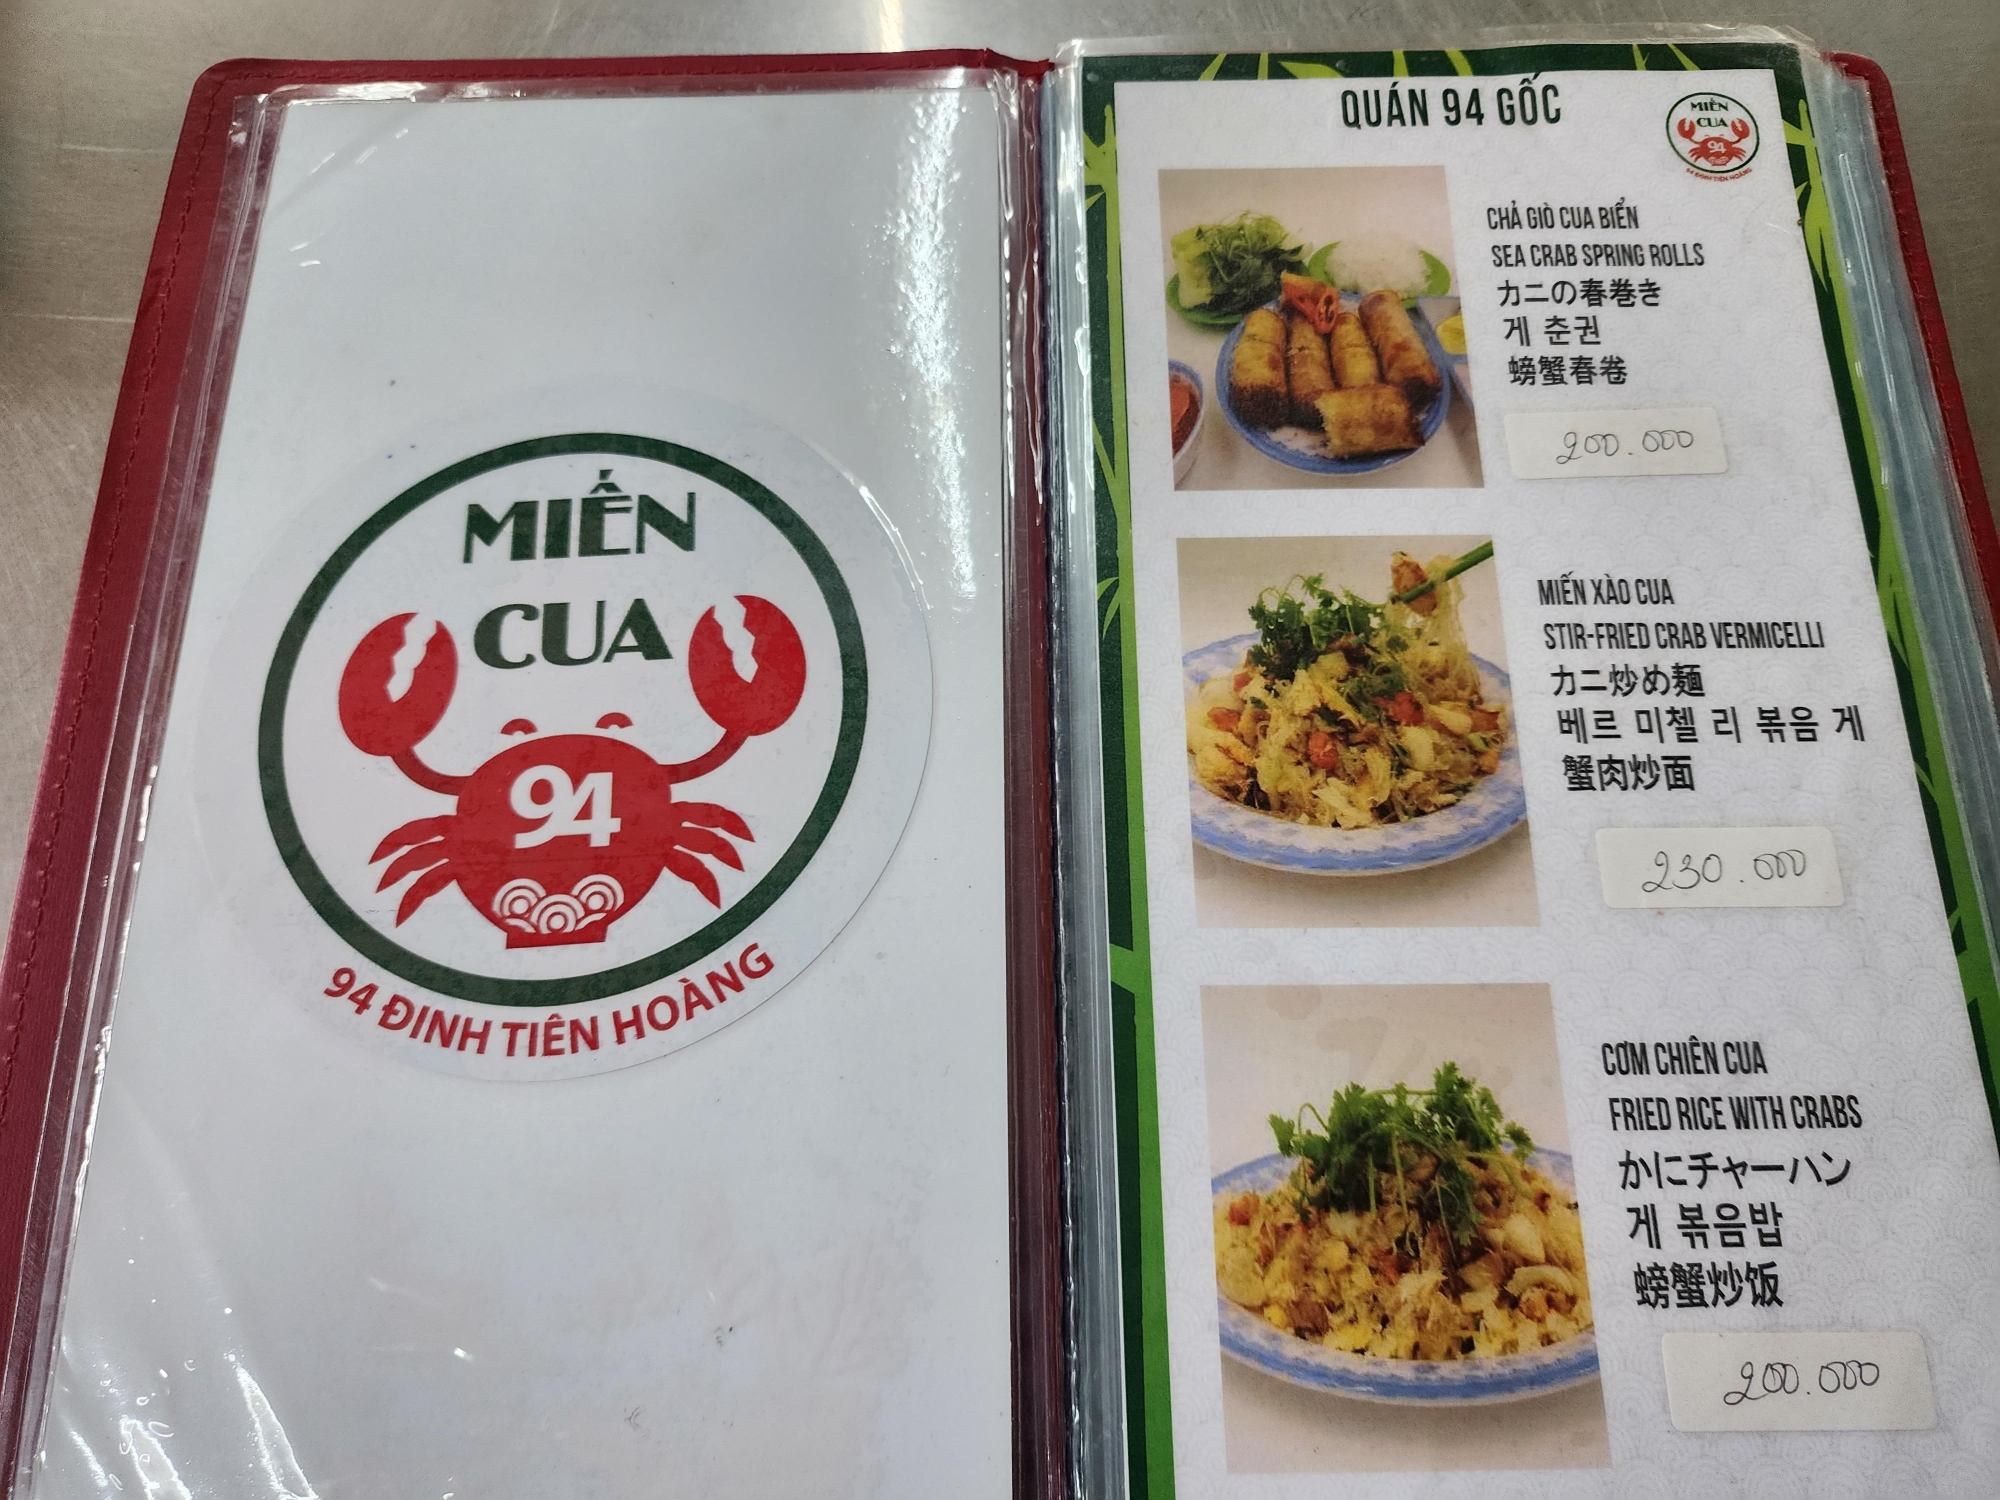 MIẾN
CUA
94
94 ĐINH TIÊN HOÀNG
QUÁN 94 GỐC
MIẾN
CUA
94
94 ĐINH TIÊN HOÀNG
CHẢ GIÒ CUA BIỂN
SEA CRAB SPRING ROLLS
カニの春巻き
게 춘권
螃蟹春卷
200.000
MIẾN XÀO CUA
STIR-FRIED CRAB VERMICELLI
カニ炒め麺
베르 미첼 리 볶음 게
蟹肉炒面
230.000
CƠM CHIÊN CUA
FRIED RICE WITH CRABS
かにチャーハン
게 볶음밥
螃蟹炒饭
200.000